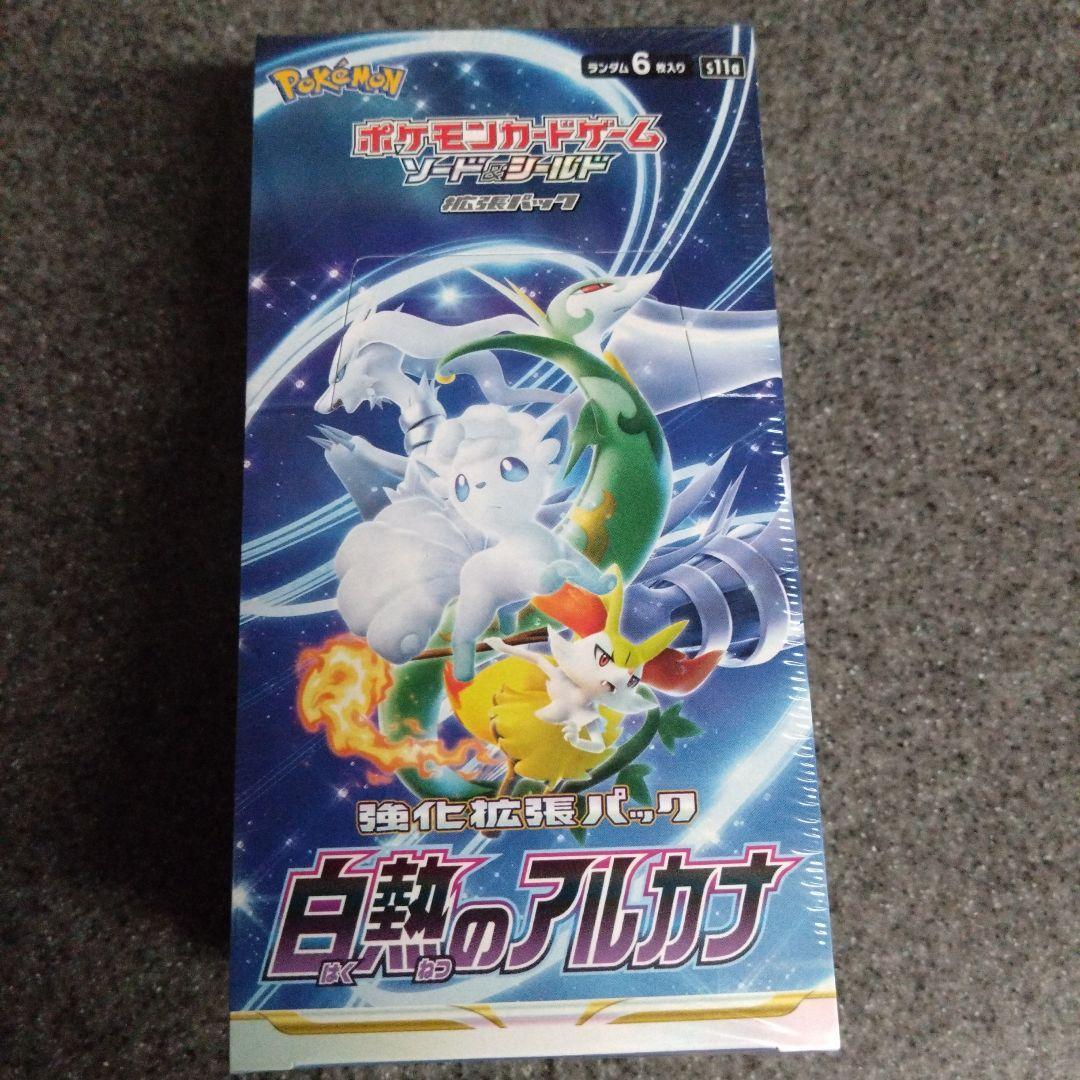 POKéMON
ランダム6枚入り s11a
ポケモンカードゲーム
ソード&シールド
拡張パック
強化拡張パック
白熱のアルカナ
はく ねつ